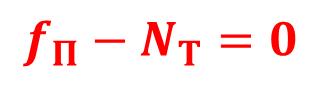 f_П − N_Т = 0